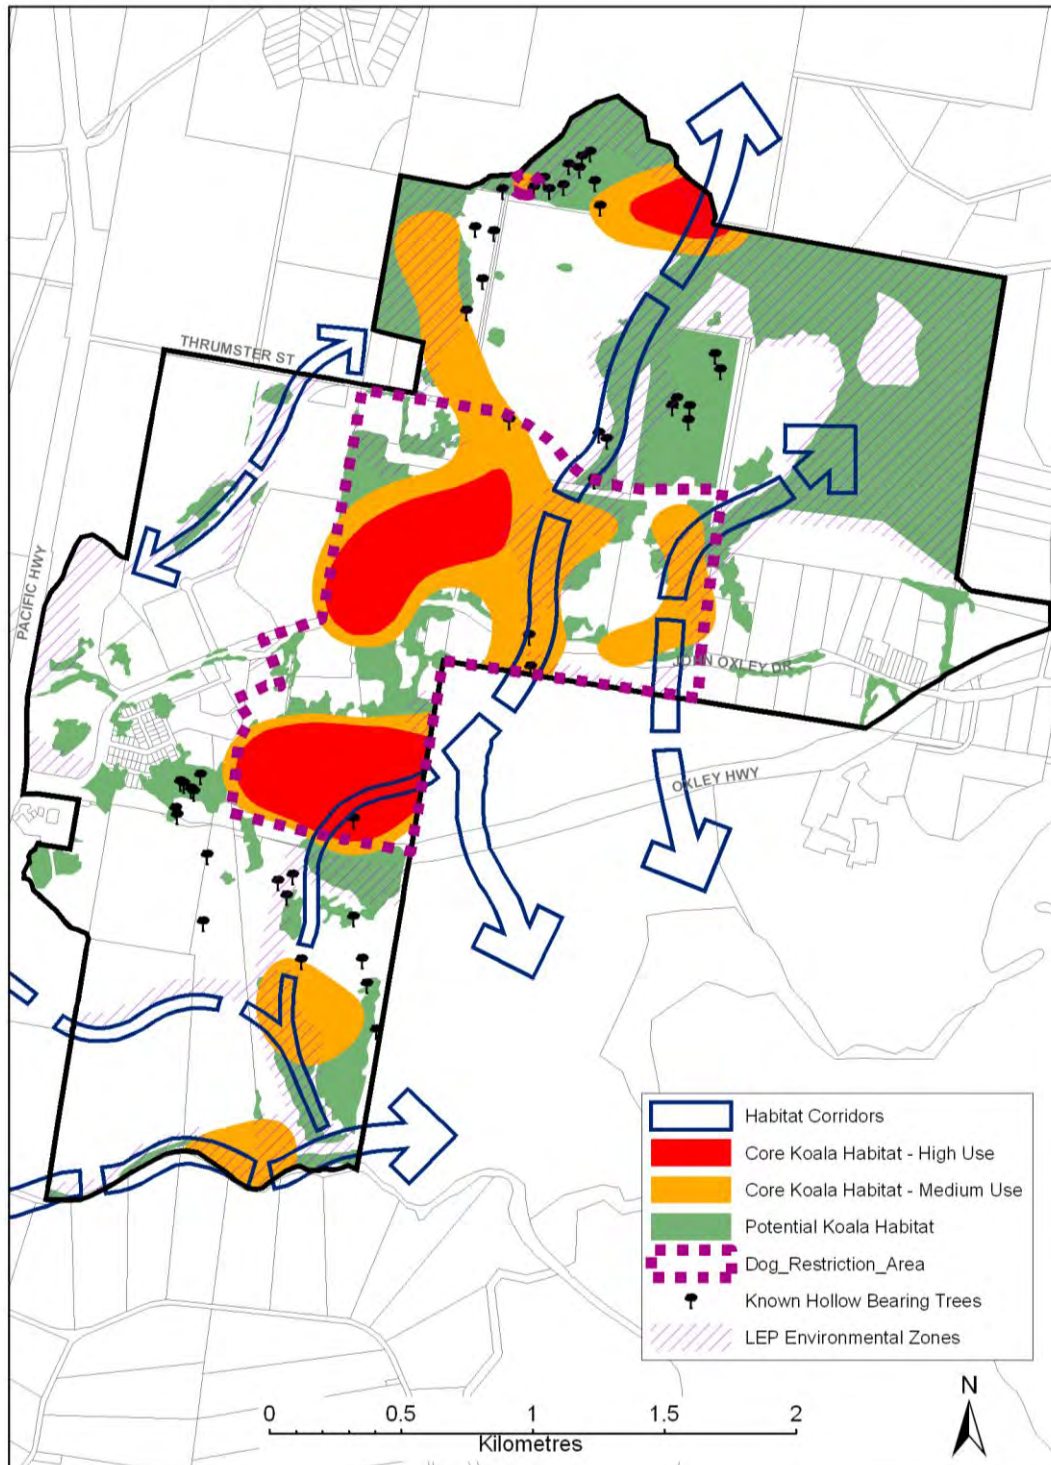 THRUMSTER ST
PACIFIC HWY
JOHN OXLEY DR
OXLEY HWY
Habitat Corridors
Core Koala Habitat - High Use
Core Koala Habitat - Medium Use
Potential Koala Habitat
Dog_Restriction_Area
Known Hollow Bearing Trees
LEP Environmental Zones
N
0 0.5 1 1.5 2
Kilometres